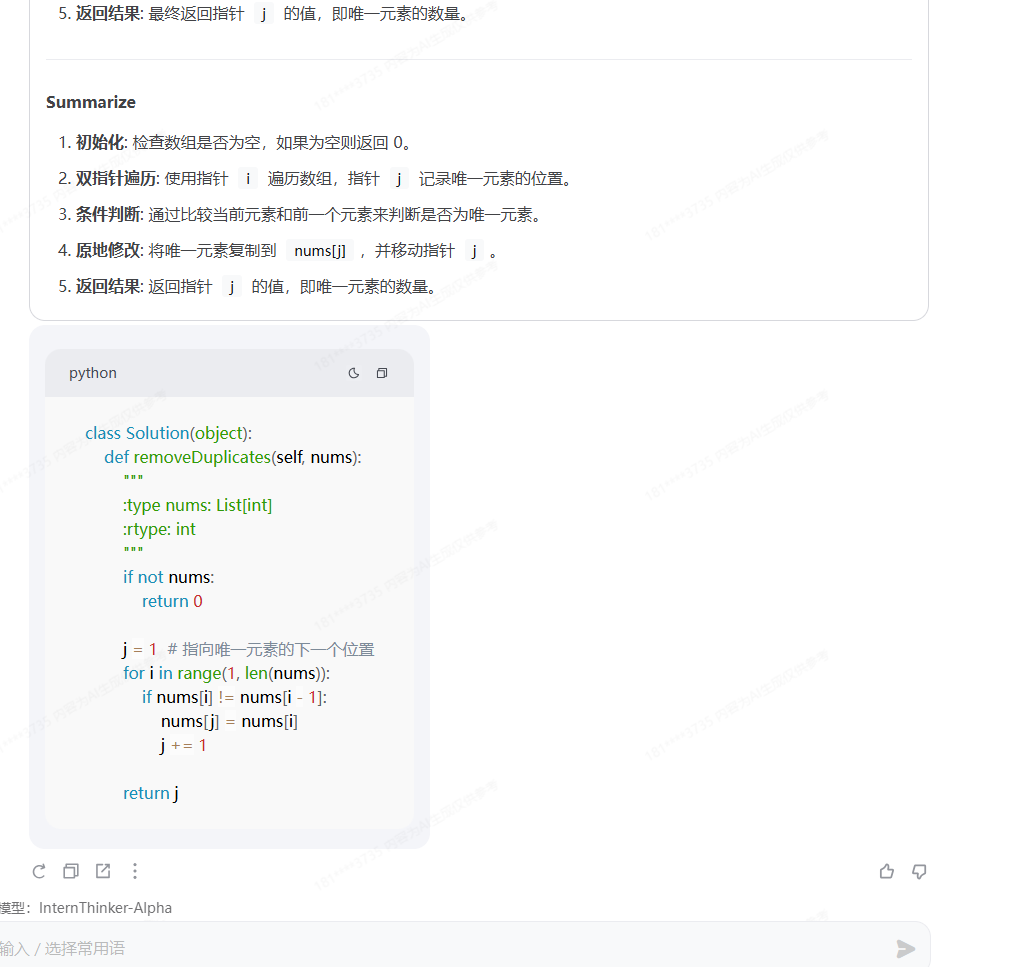 5. 返回结果: 最终返回指针 j 的值，即唯一元素的数量。
Summarize
1. 初始化: 检查数组是否为空，如果为空则返回 0。
2. 双指针遍历: 使用指针 i 遍历数组，指针 j 记录唯一元素的位置。
3. 条件判断: 通过比较当前元素和前一个元素来判断是否为唯一元素。
4. 原地修改: 将唯一元素复制到 nums[j] ，并移动指针 j 。
5. 返回结果: 返回指针 j 的值，即唯一元素的数量。
python
class Solution(object):
def removeDuplicates(self, nums):
"""
:type nums: List[int]
:rtype: int
"""
if not nums:
return 0
j = 1 # 指向唯一元素的下一个位置
for i in range(1, len(nums)):
if nums[i] != nums[i - 1]:
nums[j] = nums[i]
j += 1
return j
模型：InternThinker-Alpha
输入 / 选择常用语